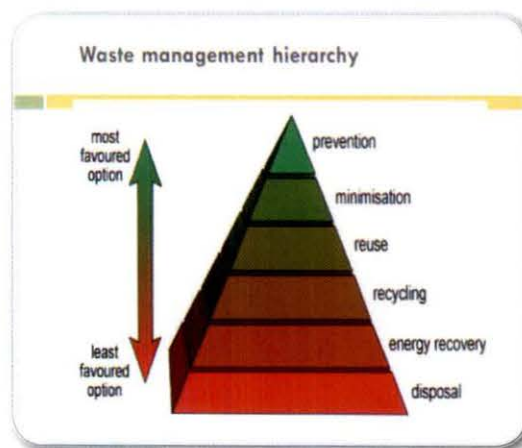 Waste management hierarchy
most
favoured
option
prevention
minimisation
reuse
recycling
energy recovery
disposal
least
favoured
option